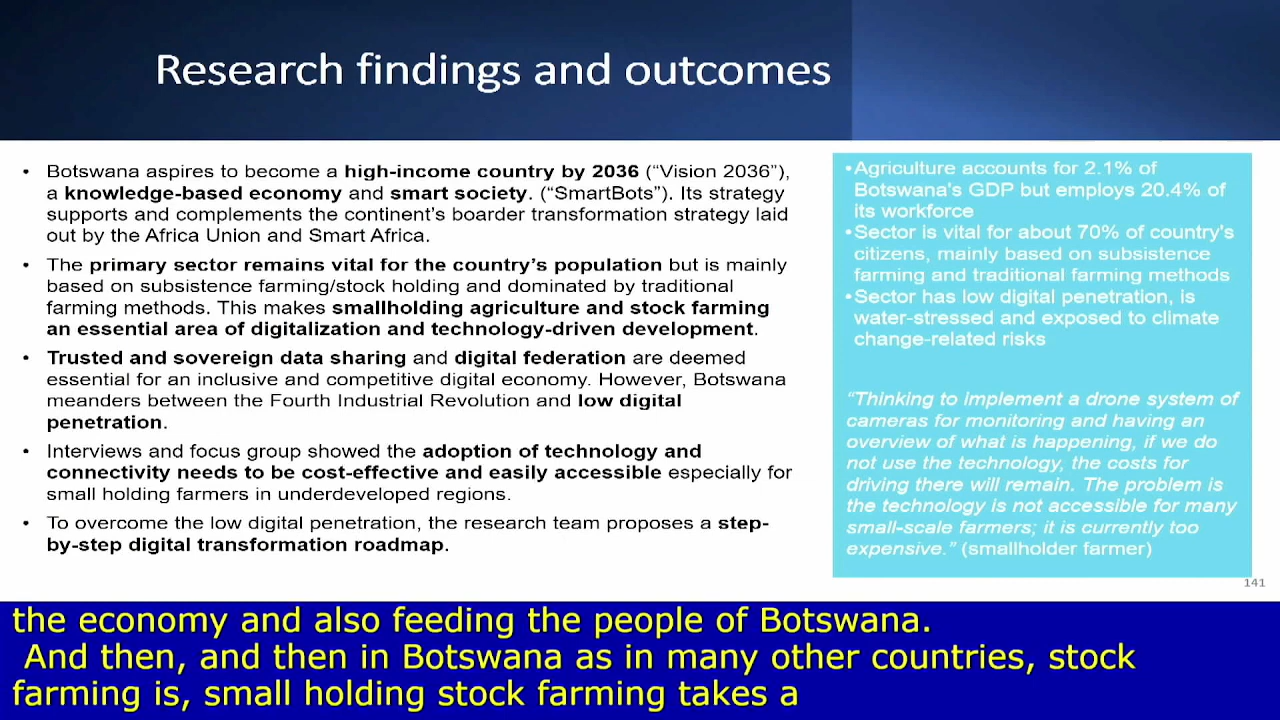 Research findings and outcomes
• Botswana aspires to become a high-income country by 2036 (“Vision 2036”),
a knowledge-based economy and smart society. (“SmartBots”). Its strategy
supports and complements the continent’s boarder transformation strategy laid
out by the Africa Union and Smart Africa.
• The primary sector remains vital for the country’s population but is mainly
based on subsistence farming/stock holding and dominated by traditional
farming methods. This makes smallholding agriculture and stock farming
an essential area of digitalization and technology-driven development.
• Trusted and sovereign data sharing and digital federation are deemed
essential for an inclusive and competitive digital economy. However, Botswana
meanders between the Fourth Industrial Revolution and low digital
penetration.
• Interviews and focus group showed the adoption of technology and
connectivity needs to be cost-effective and easily accessible especially for
small holding farmers in underdeveloped regions.
• To overcome the low digital penetration, the research team proposes a step-
by-step digital transformation roadmap.
•Agriculture accounts for 2.1% of
Botswana's GDP but employs 20.4% of
its workforce
•Sector is vital for about 70% of country's
citizens, mainly based on subsistence
farming and traditional farming methods
•Sector has low digital penetration, is
water-stressed and exposed to climate
change-related risks
“Thinking to implement a drone system of
cameras for monitoring and having an
overview of what is happening, if we do
not use the technology, the costs for
driving there will remain. The problem is
the technology is not accessible for many
small-scale farmers; it is currently too
expensive.” (smallholder farmer)
141
the economy and also feeding the people of Botswana.
And then, and then in Botswana as in many other countries, stock
farming is, small holding stock farming takes a